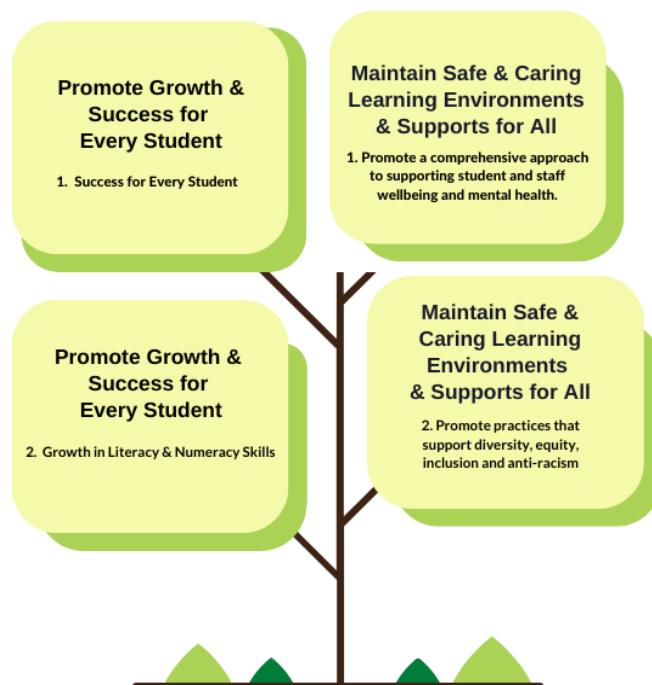 Promote Growth &
Success for
Every Student
1. Success for Every Student
Maintain Safe & Caring
Learning Environments
& Supports for All
1. Promote a comprehensive approach
to supporting student and staff
wellbeing and mental health.
Promote Growth &
Success for
Every Student
2. Growth in Literacy & Numeracy Skills
Maintain Safe &
Caring Learning
Environments
& Supports for All
2. Promote practices that
support diversity, equity,
inclusion and anti-racism